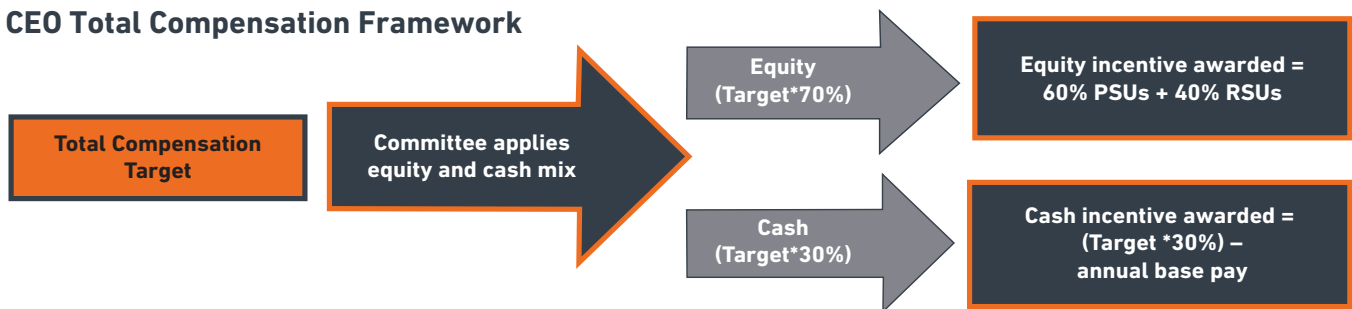 CEO Total Compensation Framework
Total Compensation
Target
Committee applies
equity and cash mix
Equity
(Target*70%)
Equity incentive awarded =
60% PSUs + 40% RSUs
Cash
(Target*30%)
Cash incentive awarded =
(Target *30%) –
annual base pay